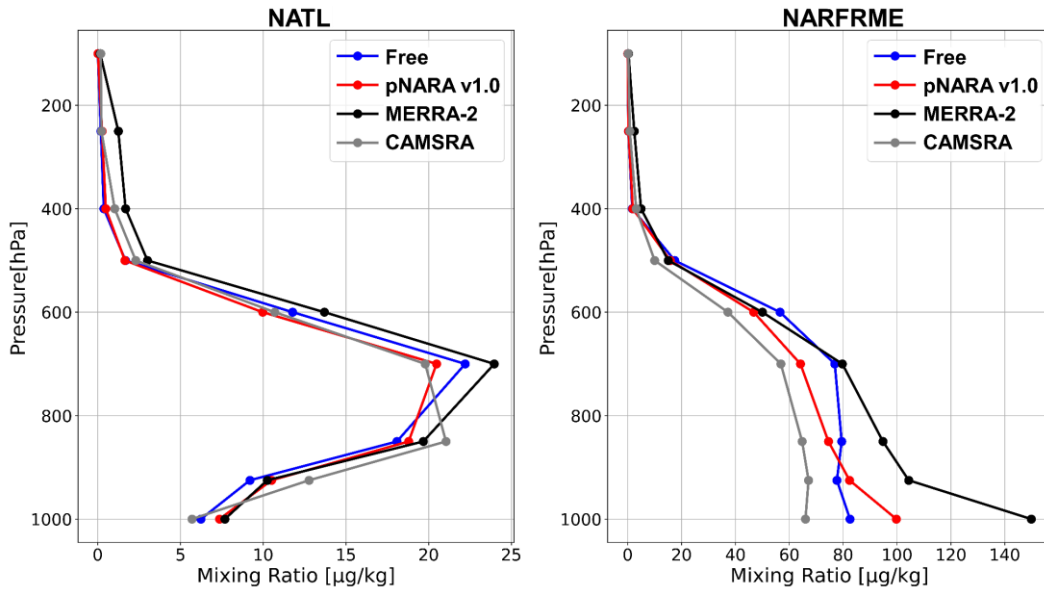 NATL
Free
pNARA v1.0
MERRA-2
CAMSRA
200
400
600
800
1000
Pressure[hPa]
0 5 10 15 20 25
Mixing Ratio [μg/kg]
NARFRME
Free
pNARA v1.0
MERRA-2
CAMSRA
200
400
600
800
1000
Pressure[hPa]
0 20 40 60 80 100 120 140
Mixing Ratio [μg/kg]